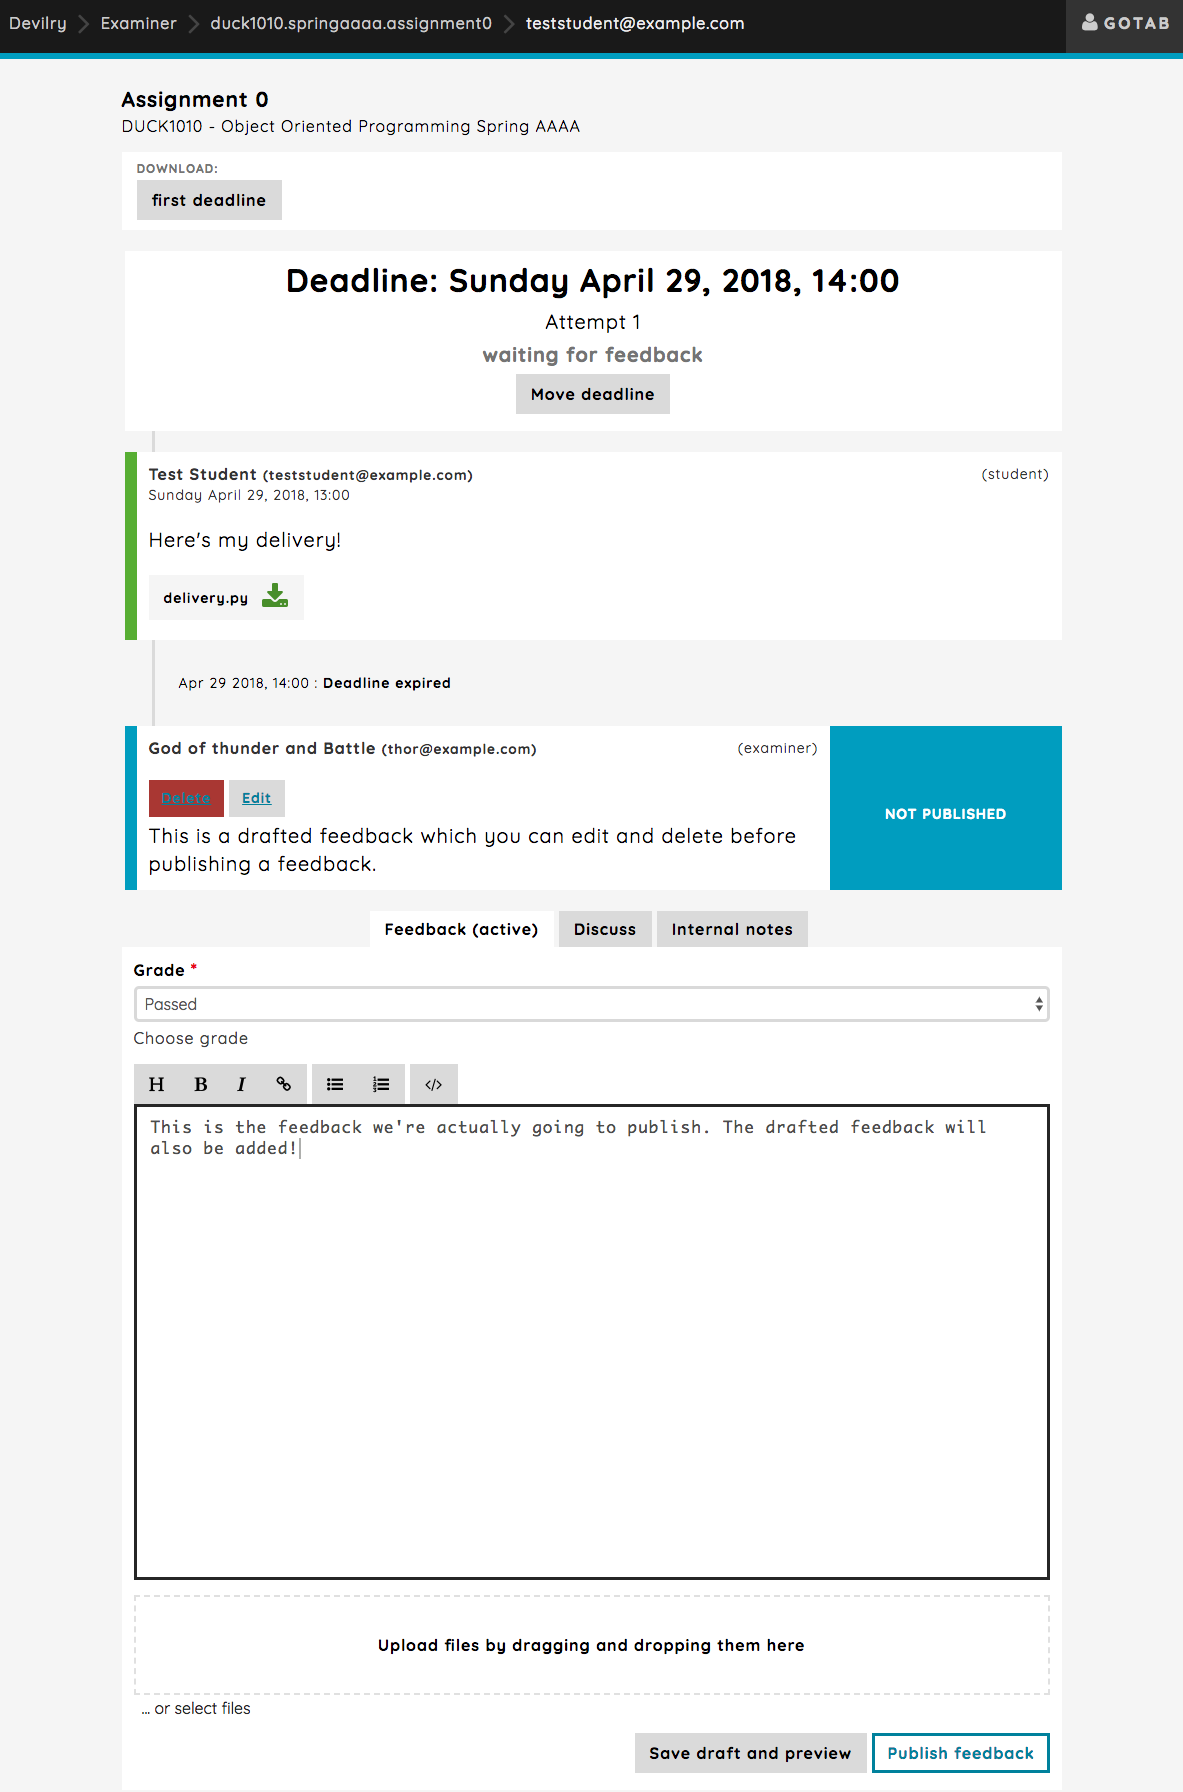 Devilry Examiner duck1010.springaaaa.assignment0 teststudent@example.com GOTAB
Assignment 0
DUCK1010 - Object Oriented Programming Spring AAAA
DOWNLOAD:
first deadline
Deadline: Sunday April 29, 2018, 14:00
Attempt 1
waiting for feedback
Move deadline
Test Student (teststudent@example.com) (student)
Sunday April 29, 2018, 13:00
Here's my delivery!
delivery.py
Apr 29 2018, 14:00 : Deadline expired
God of thunder and Battle (thor@example.com) (examiner)
Delete Edit
NOT PUBLISHED
This is a drafted feedback which you can edit and delete before
publishing a feedback.
Feedback (active) Discuss Internal notes
Grade *
Passed
Choose grade
H B I </>
This is the feedback we're actually going to publish. The drafted feedback will
also be added!
Upload files by dragging and dropping them here
... or select files
Save draft and preview Publish feedback